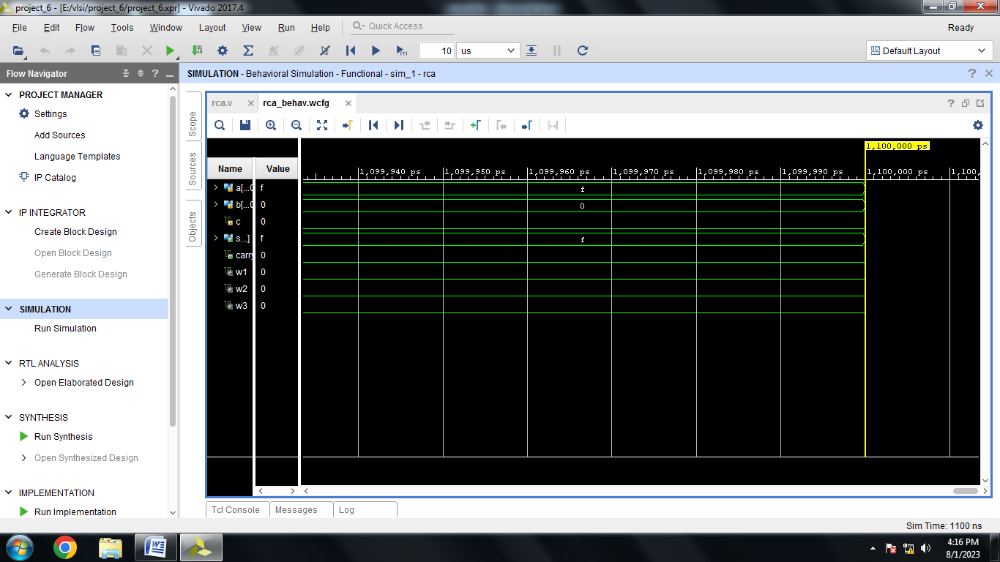 project_6 - [E:/vlsi/project_6/project_6.xpr] - Vivado 2017.4
File Edit Flow Tools Window Layout View Run Help Quick Access Ready
10 us Default Layout
Flow Navigator
SIMULATION - Behavioral Simulation - Functional - sim_1 - rca
PROJECT MANAGER
Settings
Add Sources
Language Templates
IP Catalog
IP INTEGRATOR
Create Block Design
Open Block Design
Generate Block Design
SIMULATION
Run Simulation
RTL ANALYSIS
Open Elaborated Design
SYNTHESIS
Run Synthesis
Open Synthesized Design
IMPLEMENTATION
Run Implementation
Scope
Sources
Objects
rca.v rca_behav.wcfg
1,100,000 ps
Name Value
1,099,940 ps 1,099,950 ps 1,099,960 ps 1,099,970 ps 1,099,980 ps 1,099,990 ps 1,100,000 ps 1,100,
a[...0 f f
b[...0 0 0
c 0
s...] f f
carry 0
w1 0
w2 0
w3 0
Tcl Console Messages Log
Sim Time: 1100 ns
4:16 PM
8/1/2023